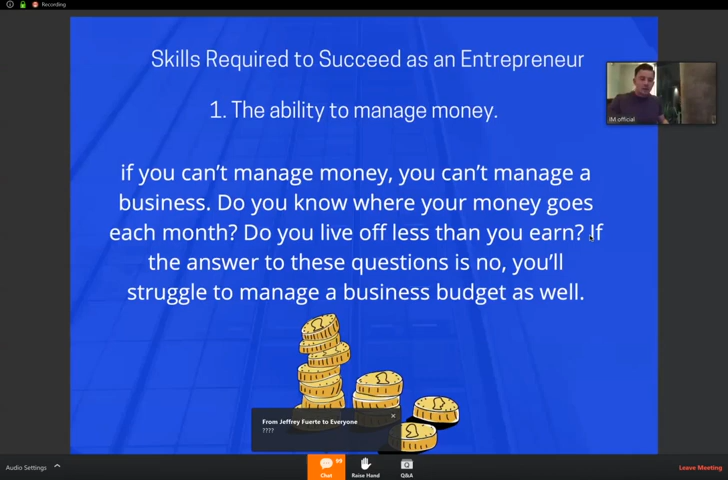 Recording
Skills Required to Succeed as an Entrepreneur
1. The ability to manage money.
if you can't manage money, you can't manage a
business. Do you know where your money goes
each month? Do you live off less than you earn? If
the answer to these questions is no, you'll
struggle to manage a business budget as well.
IM official
From Jeffrey Fuerte to Everyone
????
Audio Settings
99
Chat
Raise Hand
Q&A
Leave Meeting